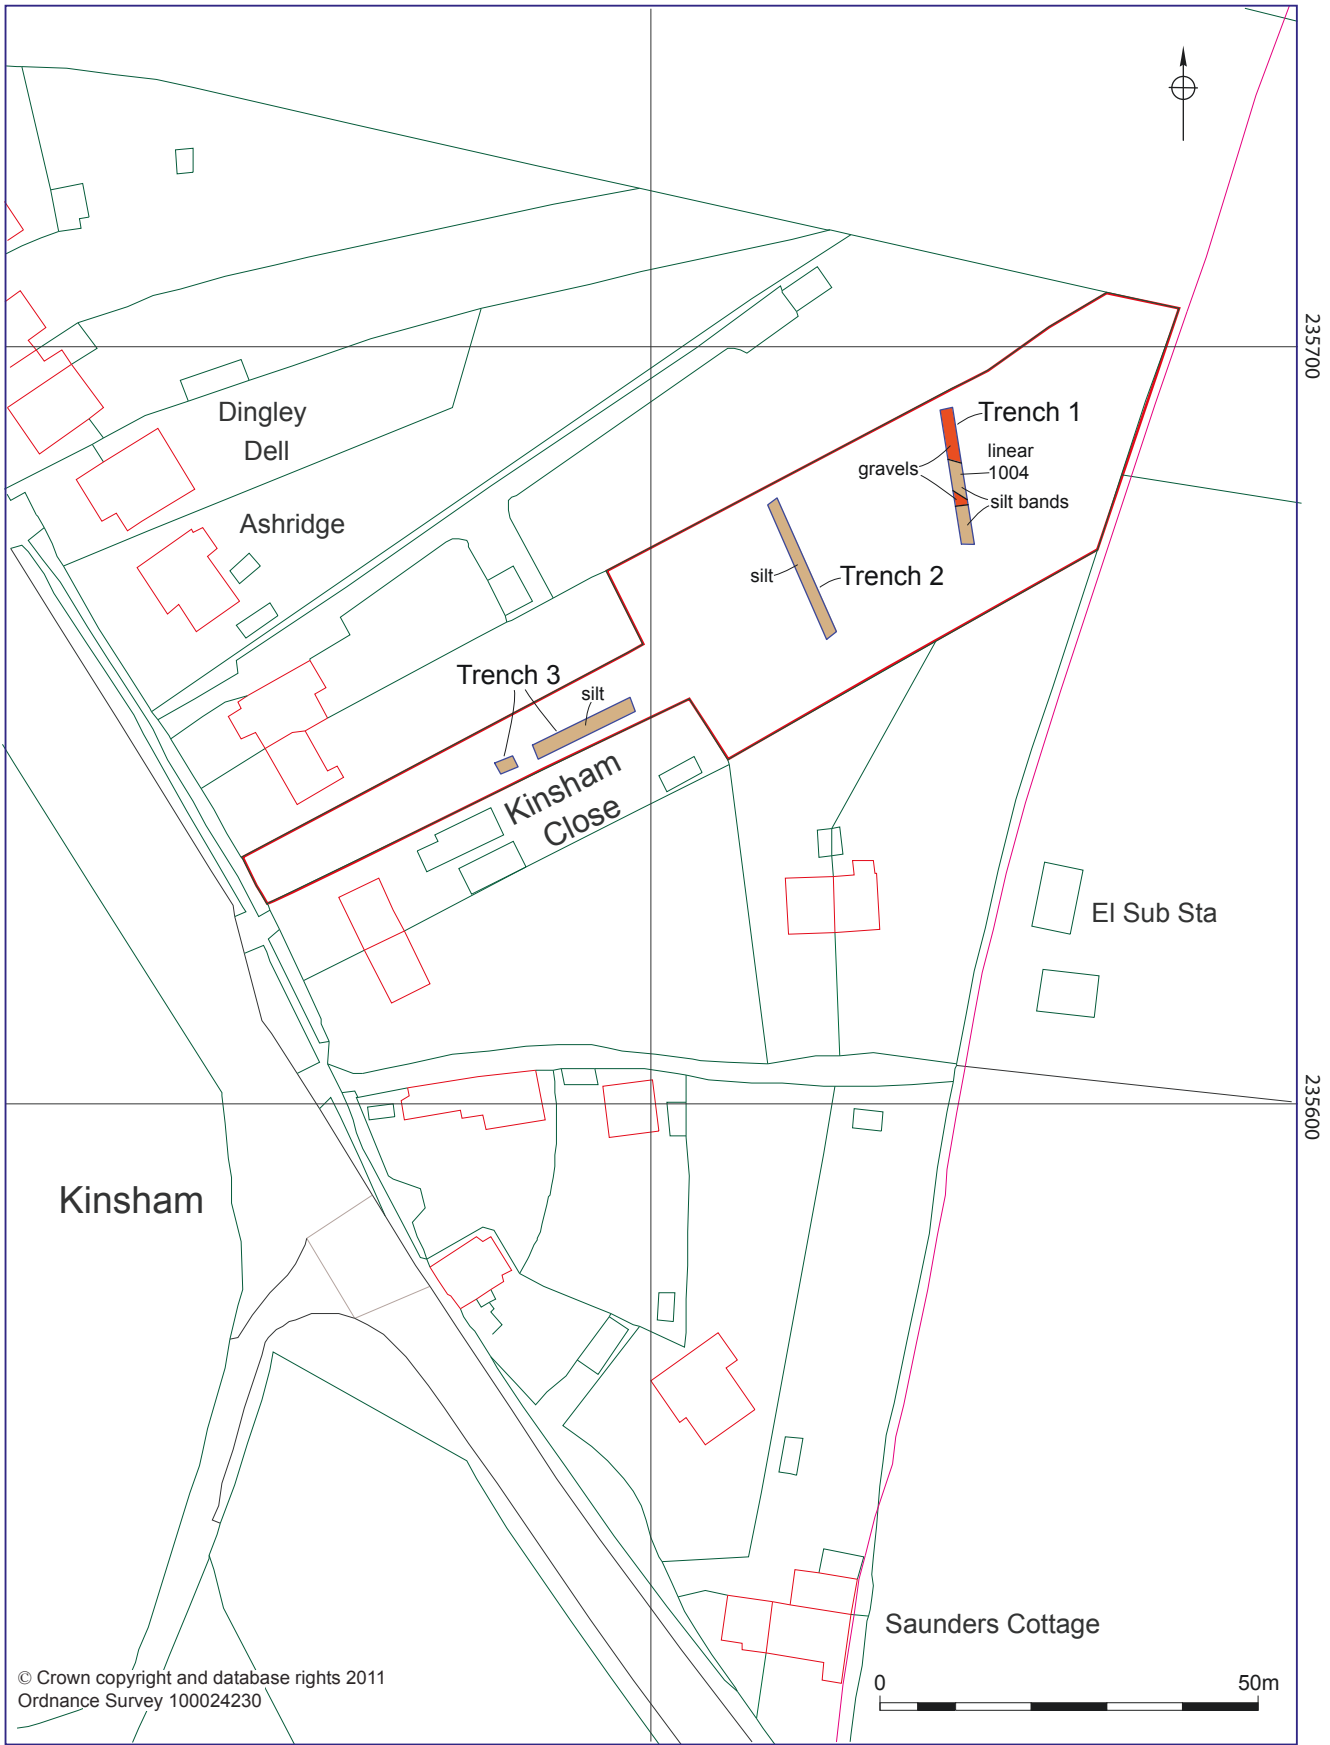 235700
Dingley
Dell
Trench 1
linear
1004
gravels
silt bands
Ashridge
silt
Trench 2
Trench 3
silt
Kinsham
Close
El Sub Sta
235600
Kinsham
Saunders Cottage
© Crown copyright and database rights 2011
Ordnance Survey 100024230
0 50m